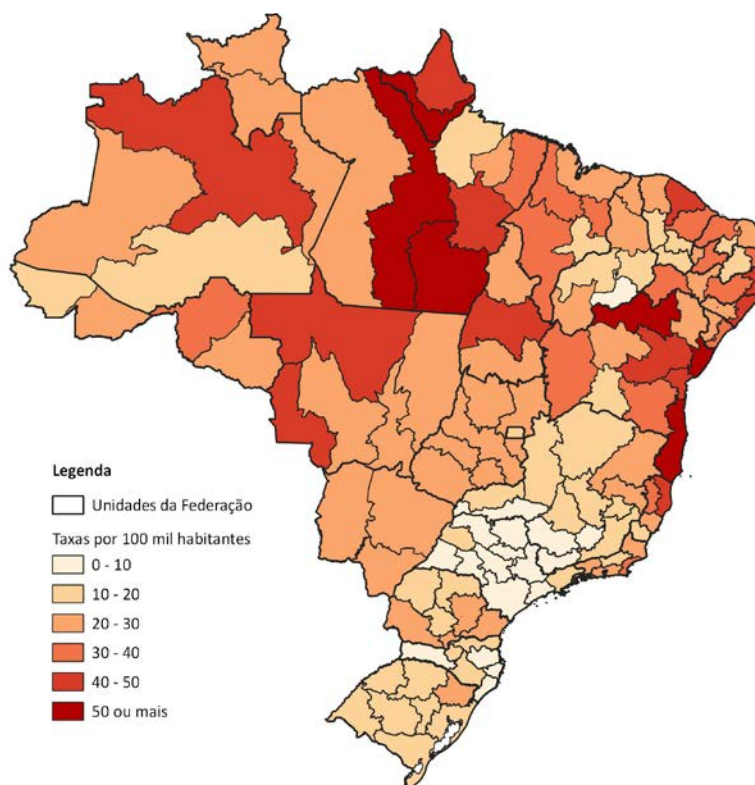 Legenda
Unidades da Federação
Taxas por 100 mil habitantes
0 - 10
10 - 20
20 - 30
30 - 40
40 - 50
50 ou mais